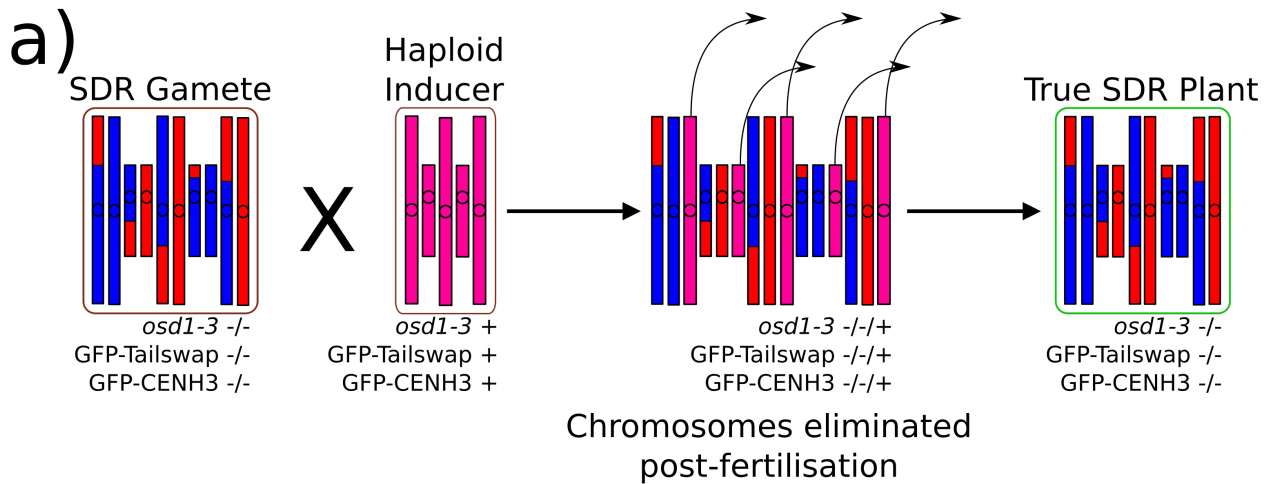 a)
SDR Gamete
Haploid
Inducer
True SDR Plant
X
osd1-3 -/-
GFP-Tailswap -/-
GFP-CENH3 -/-
osd1-3 +
GFP-Tailswap +
GFP-CENH3 +
osd1-3 -/-/+
GFP-Tailswap -/-/+
GFP-CENH3 -/-/+
osd1-3 -/-
GFP-Tailswap -/-
GFP-CENH3 -/-
Chromosomes eliminated
post-fertilisation